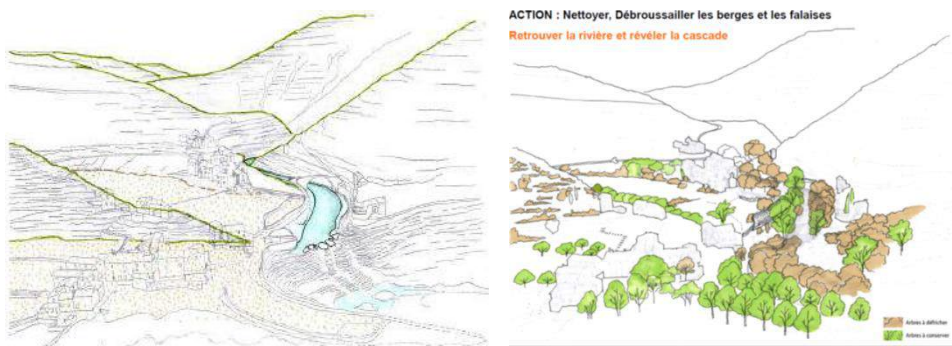 ACTION : Nettoyer, Débroussailler les berges et les falaises
Retrouver la rivière et révéler la cascade
Arbres à défricher
Arbres à conserver